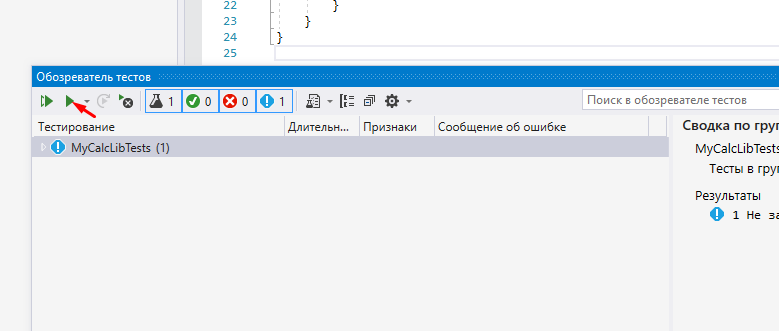 22 }
23 }
24 }
25
Обозреватель тестов
1 0 0 1
Поиск в обозревателе тестов
Тестирование Длительн... Признаки Сообщение об ошибке
MyCalcLibTests (1)
Сводка по гру
MyCalcLibTests
Тесты в груп
Результаты
1 Не за